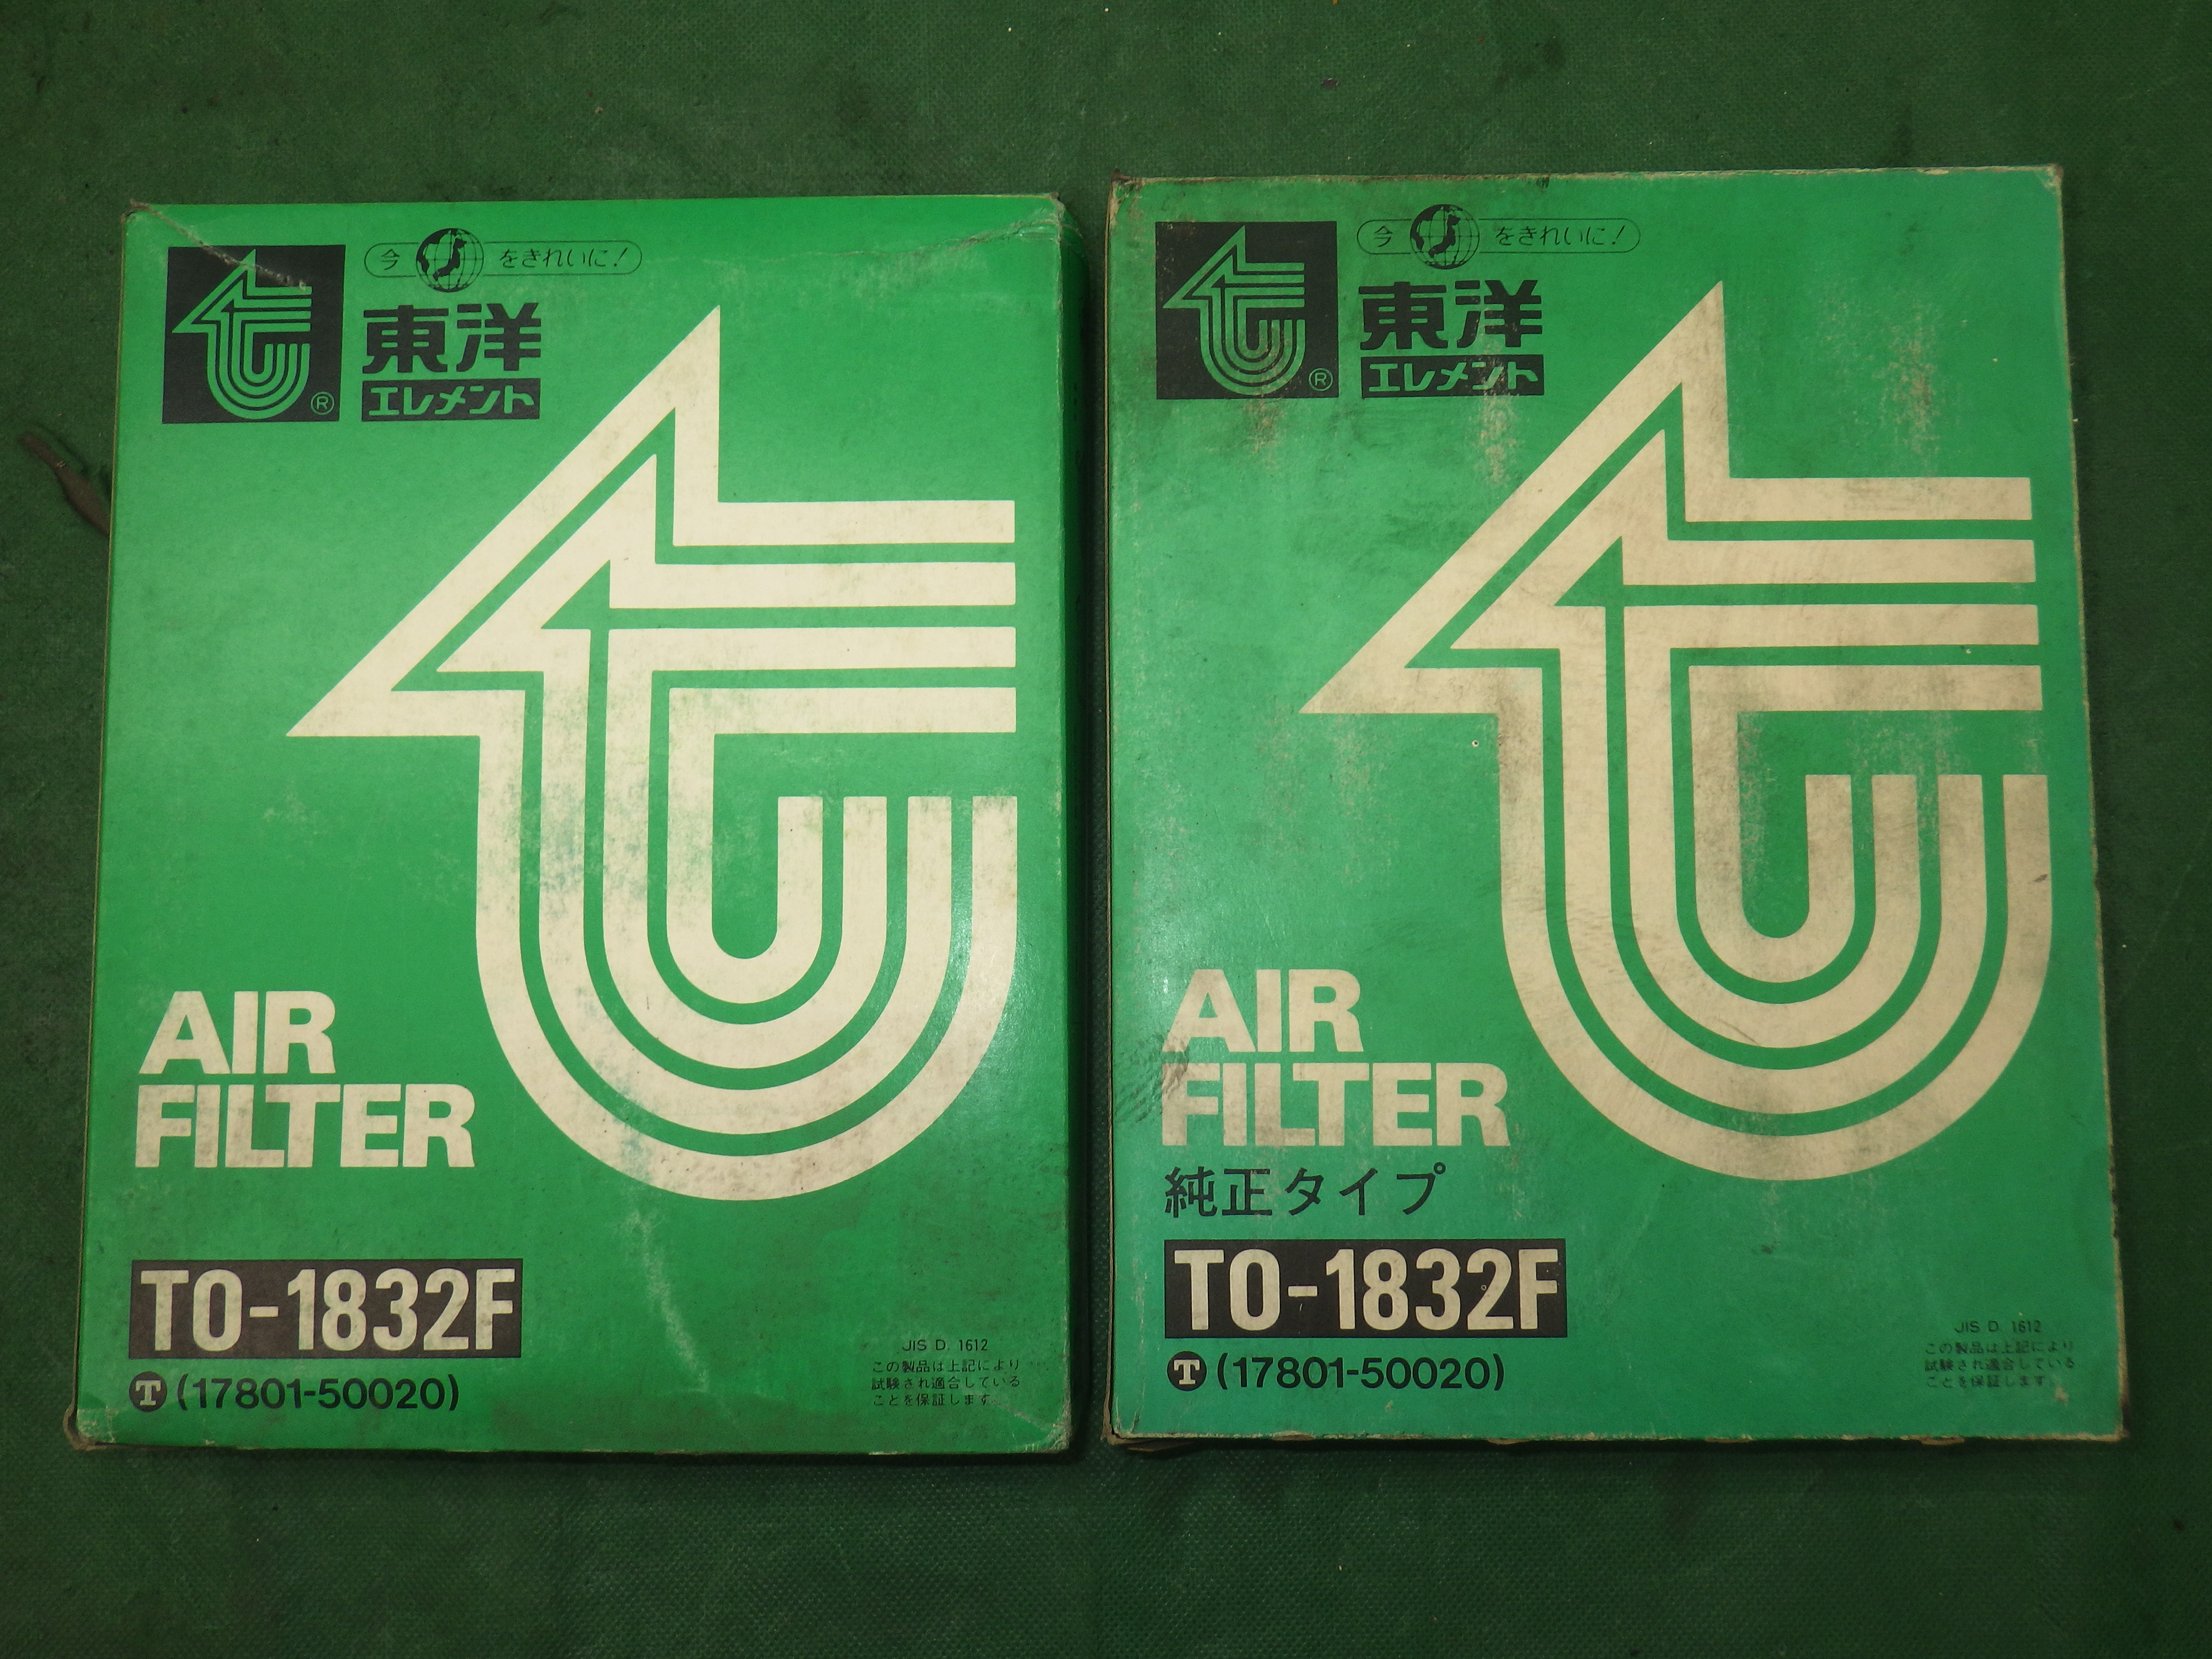 今 をきれいに!
東洋
エレメント
®
AIR
FILTER
TO-1832F
T (17801-50020)
JIS D. 1612
この製品は上記により
試験され適合している
ことを保証します。
今 をきれいに!
東洋
エレメント
®
AIR
FILTER
純正タイプ
TO-1832F
T (17801-50020)
JIS D. 1612
この製品は上記により
試験され適合している
ことを保証します。